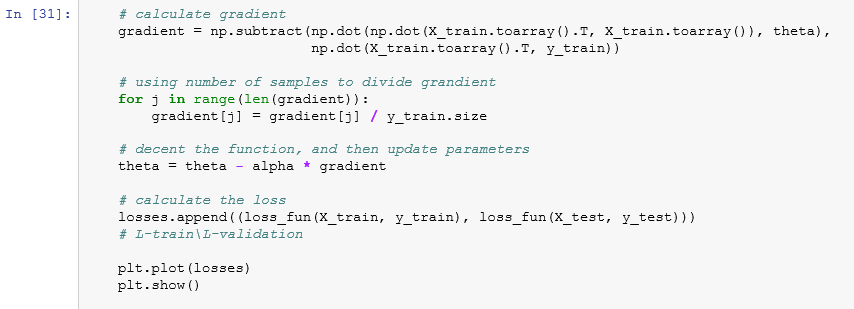 In [31]:
# calculate gradient
gradient = np.subtract(np.dot(np.dot(X_train.toarray().T, X_train.toarray()), theta),
np.dot(X_train.toarray().T, y_train))
# using number of samples to divide grandient
for j in range(len(gradient)):
gradient[j] = gradient[j] / y_train.size
# decent the function, and then update parameters
theta = theta - alpha * gradient
# calculate the loss
losses.append((loss_fun(X_train, y_train), loss_fun(X_test, y_test)))
# L-train\L-validation
plt.plot(losses)
plt.show()